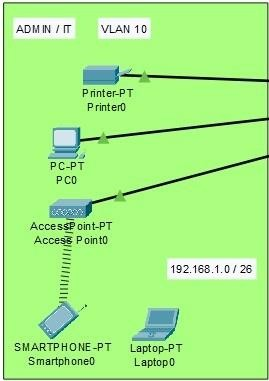 ADMIN / IT VLAN 10
Printer-PT
Printer0
PC-PT
PC0
AccessPoint-PT
Access Point0
192.168.1.0 / 26
SMARTPHONE-PT Laptop-PT
Smartphone0 Laptop0